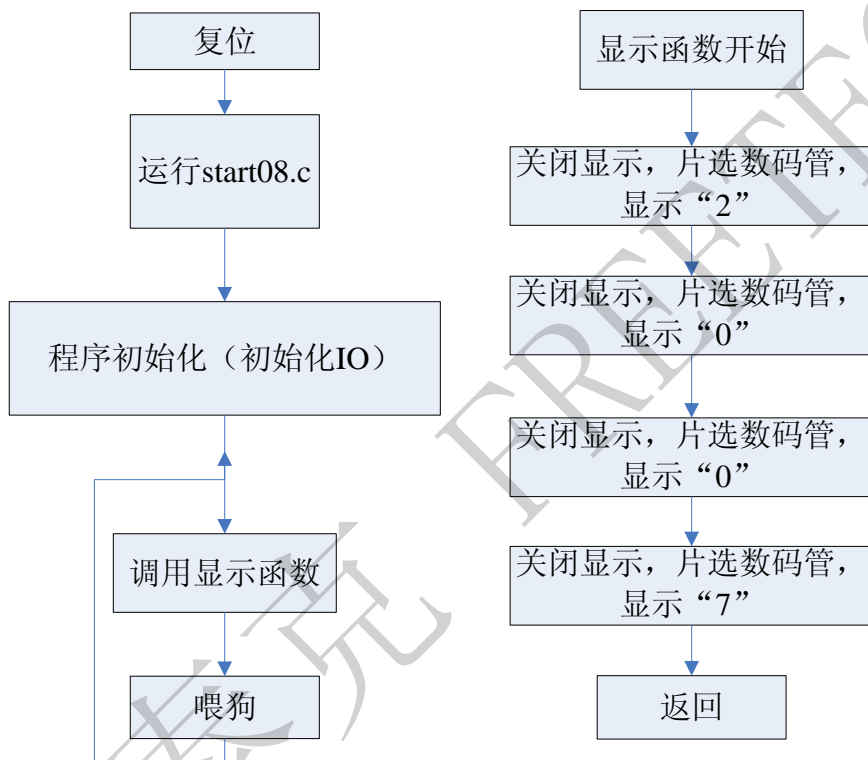 复位
运行start08.c
程序初始化（初始化IO）
调用显示函数
喂狗
显示函数开始
关闭显示，片选数码管，
显示“2”
关闭显示，片选数码管，
显示“0”
关闭显示，片选数码管，
显示“0”
关闭显示，片选数码管，
显示“7”
返回
泰克 FREETE